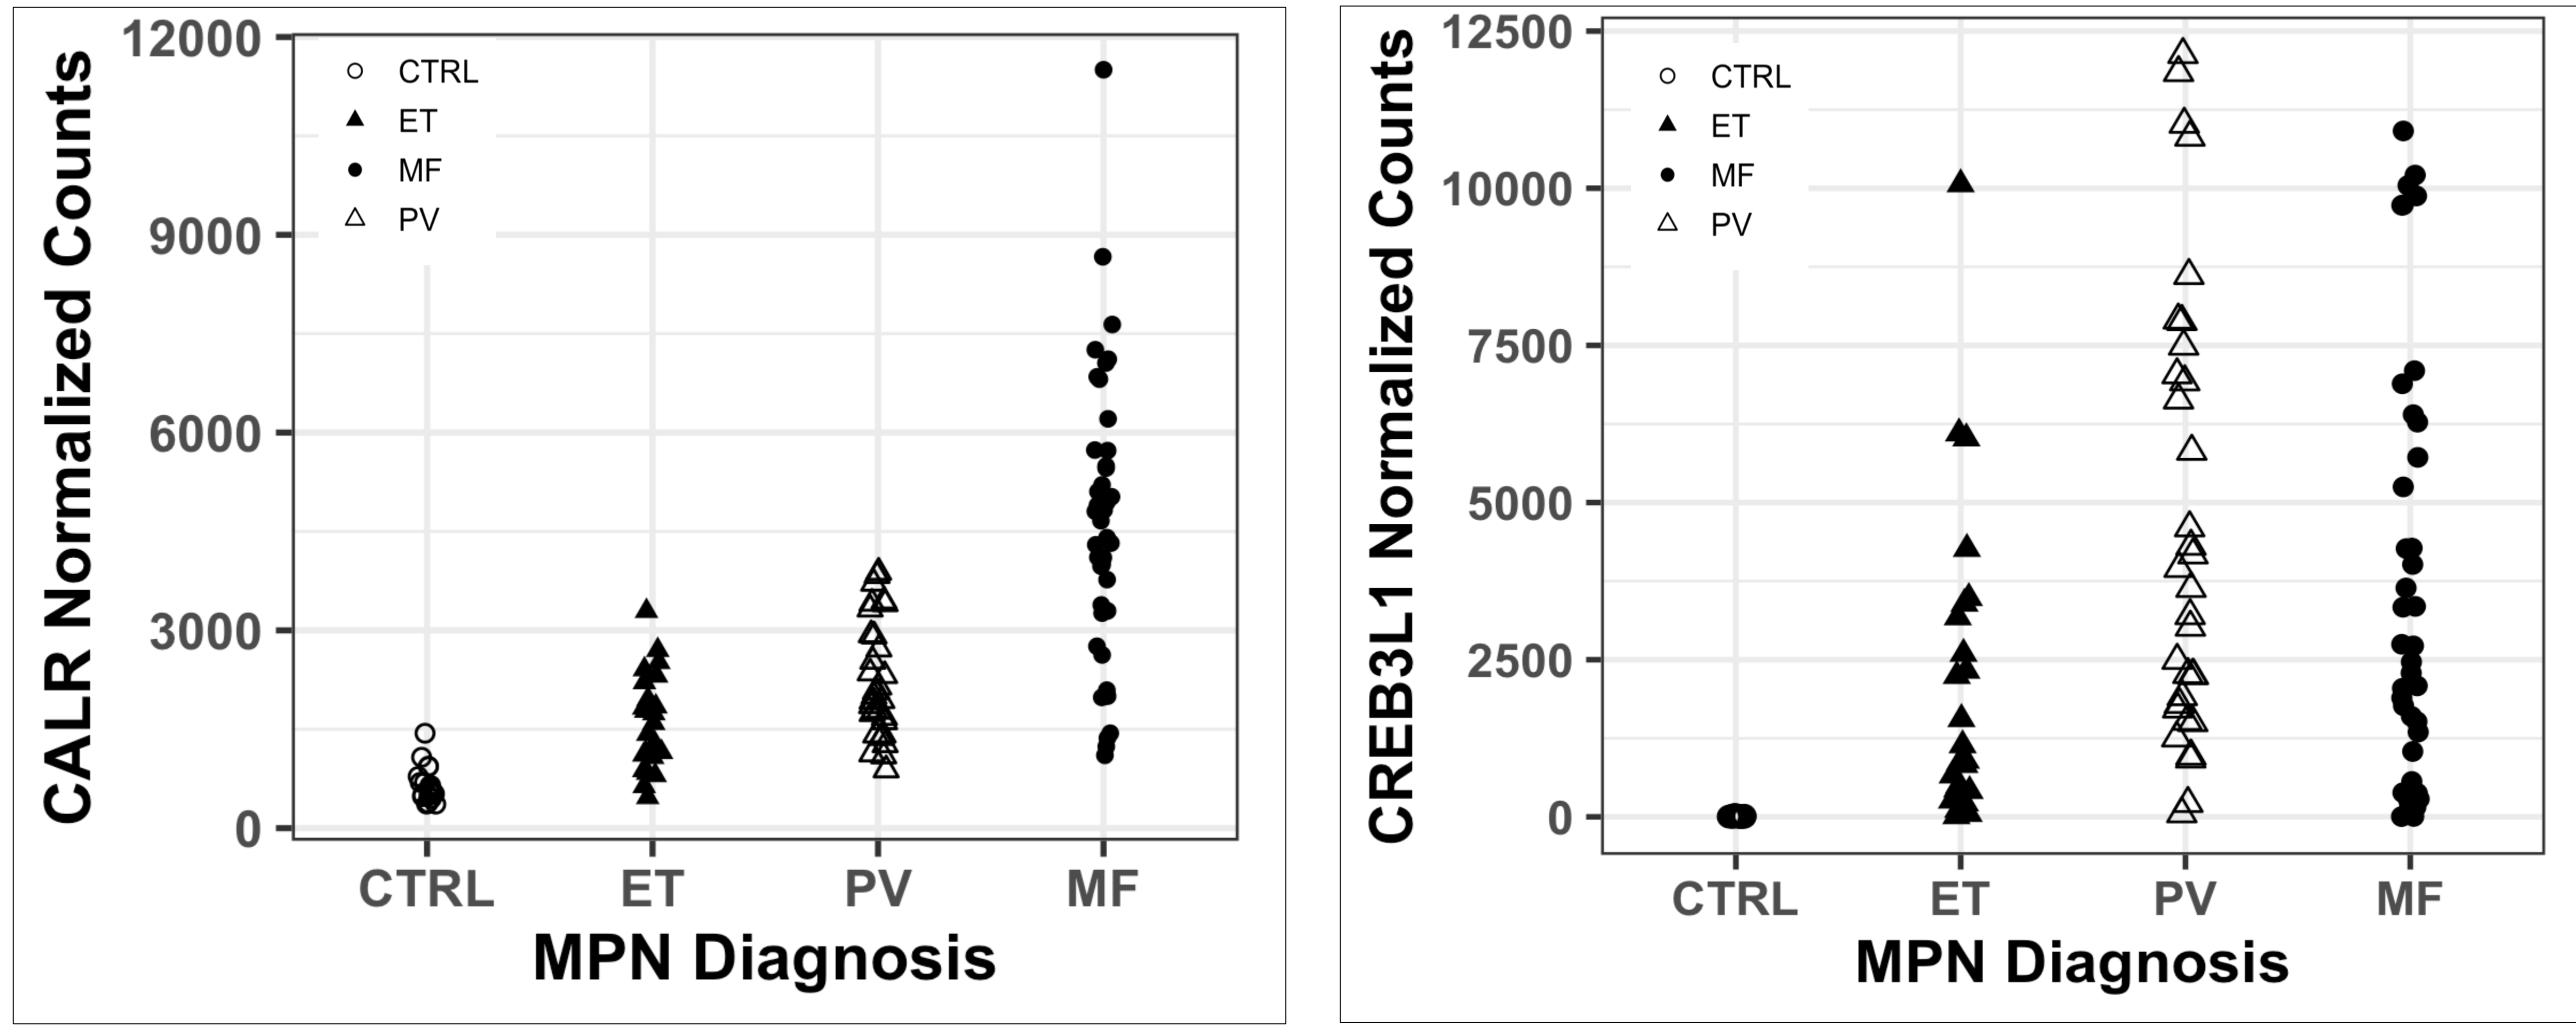 CALR Normalized Counts
12000
9000
6000
3000
0
CTRL
ET
MF
PV
CTRL ET PV MF
MPN Diagnosis
CREB3L1 Normalized Counts
12500
10000
7500
5000
2500
0
CTRL
ET
MF
PV
CTRL ET PV MF
MPN Diagnosis